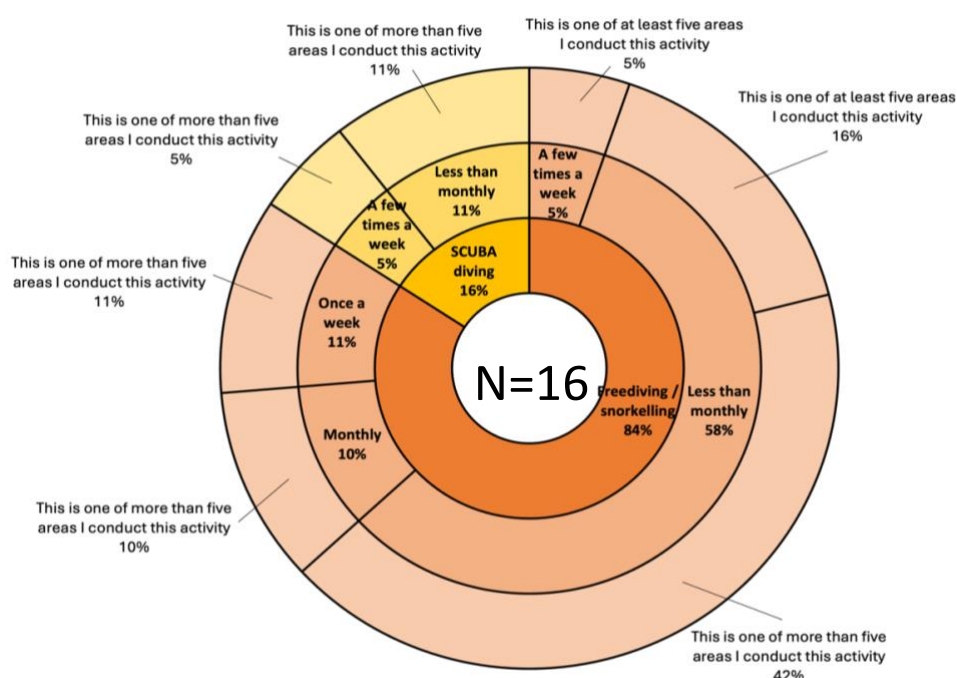 This is one of more than five
areas I conduct this activity
11%
This is one of at least five areas
I conduct this activity
5%
This is one of at least five areas
I conduct this activity
16%
This is one of more than five
areas I conduct this activity
5%
A few
times a
week
5%
Less than
monthly
11%
A few
times a
week
5%
SCUBA
diving
16%
This is one of more than five
areas I conduct this activity
11%
Once a
week
11%
N=16
Freediving /
snorkelling
84%
Less than
monthly
58%
Monthly
10%
This is one of more than five
areas I conduct this activity
10%
This is one of more than five
areas I conduct this activity
42%